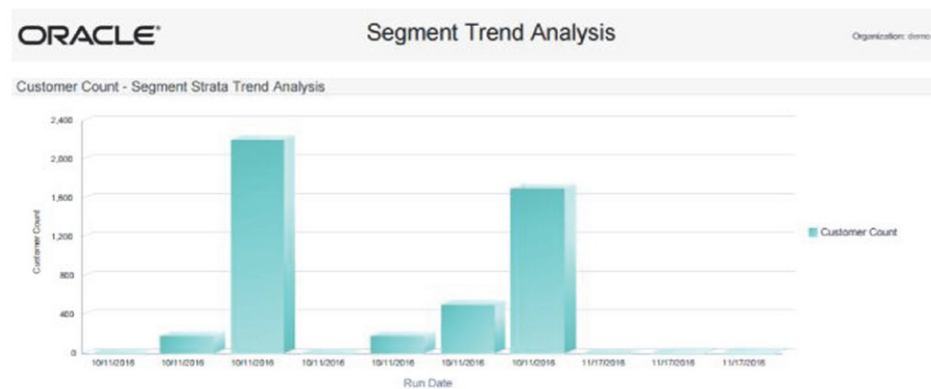 ORACLE®
Segment Trend Analysis
Organization: demo
Customer Count - Segment Strata Trend Analysis
2,400
2,000
1,600
1,200
800
400
0
Customer Count
10/11/2016 10/11/2016 10/11/2016 10/11/2016 10/11/2016 10/11/2016 10/11/2016 11/17/2016 11/17/2016 11/17/2016
Run Date
Customer Count